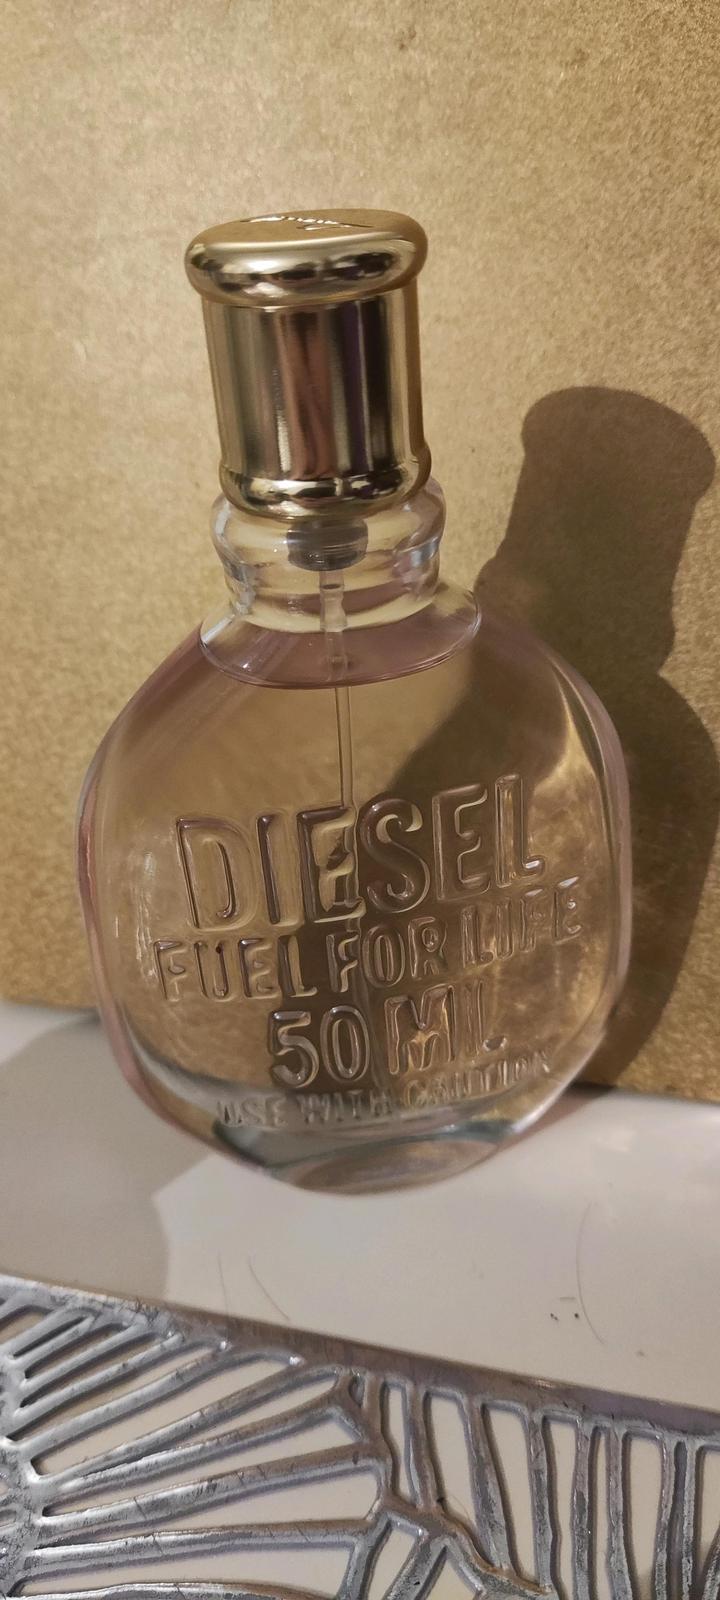 DIESEL
FUEL FOR LIFE
50 ML
USE WITH CAUTION